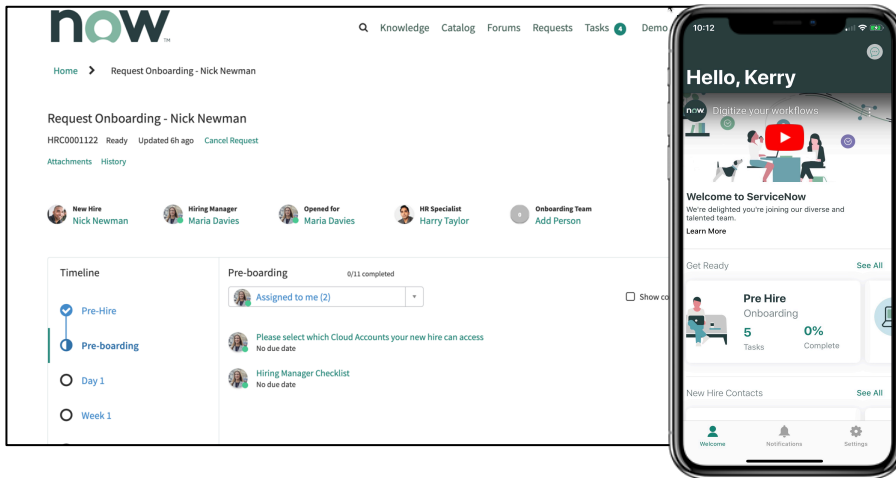 now
Knowledge Catalog Forums Requests Tasks 4 Demo
Home > Request Onboarding - Nick Newman
Request Onboarding - Nick Newman
HRC0001122 Ready Updated 6h ago Cancel Request
Attachments History
New Hire
Nick Newman
Hiring Manager
Maria Davies
Opened for
Maria Davies
HR Specialist
Harry Taylor
Onboarding Team
Add Person
Timeline
Pre-Hire
Pre-boarding
Day 1
Week 1
Pre-boarding 0/11 completed
Assigned to me (2)
Show co
Please select which Cloud Accounts your new hire can access
No due date
Hiring Manager Checklist
No due date
10:12
Hello, Kerry
now Digitize your workflows
Welcome to ServiceNow
We're delighted you're joining our diverse and
talented team.
Learn More
Get Ready See All
Pre Hire
Onboarding
5 0%
Tasks Complete
New Hire Contacts See All
Welcome Notifications Settings